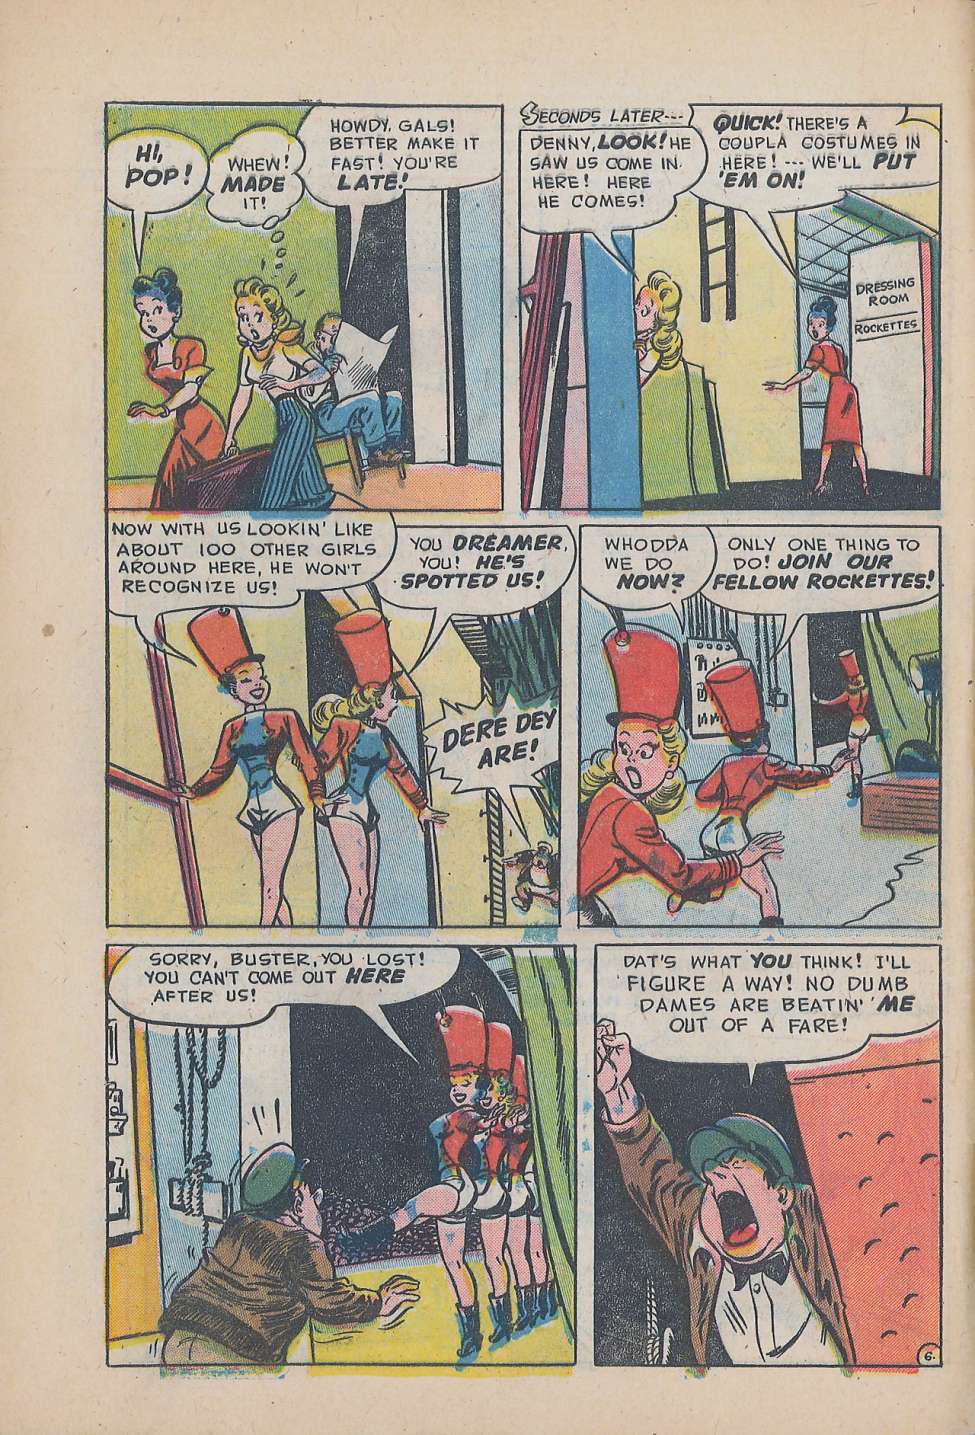 HI,
POP!
WHEW!
MADE
IT!
HOWDY, GALS!
BETTER MAKE IT
FAST! YOU'RE
LATE!
SECONDS LATER---
DENNY, LOOK! HE
SAW US COME IN
HERE! HERE
HE COMES!
QUICK! THERE'S A
COUPLA COSTUMES IN
HERE! --- WE'LL PUT
'EM ON!
DRESSING
ROOM
ROCKETTES
NOW WITH US LOOKIN' LIKE
ABOUT 100 OTHER GIRLS
AROUND HERE, HE WON'T
RECOGNIZE US!
YOU DREAMER,
YOU! HE'S
SPOTTED US!
DERE DEY
ARE!
WHODDA
WE DO
NOW?
ONLY ONE THING TO
DO! JOIN OUR
FELLOW ROCKETTES!
SORRY, BUSTER, YOU LOST!
YOU CAN'T COME OUT HERE
AFTER US!
DAT'S WHAT YOU THINK! I'LL
FIGURE A WAY! NO DUMB
DAMES ARE BEATIN' ME
OUT OF A FARE!
6.